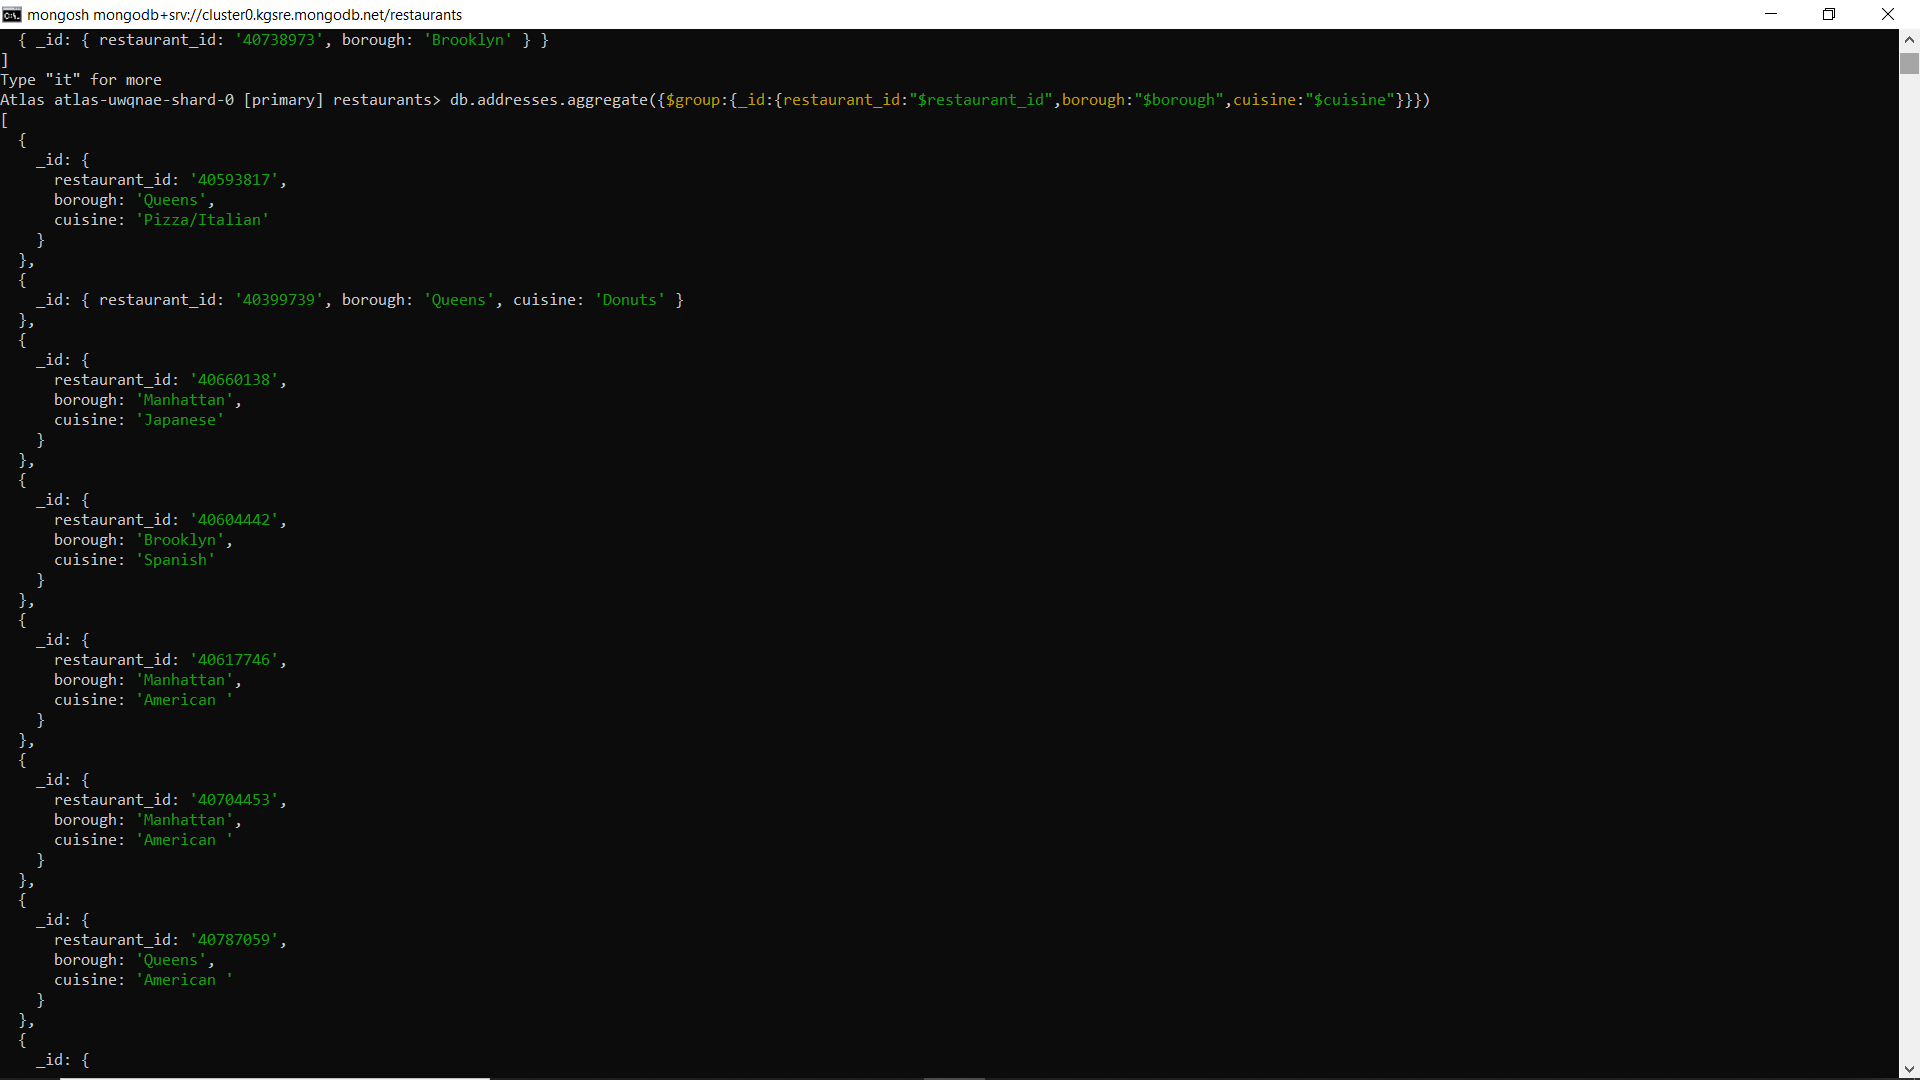 mongosh mongodb+srv://cluster0.kgsre.mongodb.net/restaurants
  { _id: { restaurant_id: '40738973', borough: 'Brooklyn' } }
]
Type "it" for more
Atlas atlas-uwqnae-shard-0 [primary] restaurants> db.addresses.aggregate({$group:{_id:{restaurant_id:"$restaurant_id",borough:"$borough",cuisine:"$cuisine"}}})
[
  {
    _id: {
      restaurant_id: '40593817',
      borough: 'Queens',
      cuisine: 'Pizza/Italian'
    }
  },
  {
    _id: { restaurant_id: '40399739', borough: 'Queens', cuisine: 'Donuts' }
  },
  {
    _id: {
      restaurant_id: '40660138',
      borough: 'Manhattan',
      cuisine: 'Japanese'
    }
  },
  {
    _id: {
      restaurant_id: '40604442',
      borough: 'Brooklyn',
      cuisine: 'Spanish'
    }
  },
  {
    _id: {
      restaurant_id: '40617746',
      borough: 'Manhattan',
      cuisine: 'American '
    }
  },
  {
    _id: {
      restaurant_id: '40704453',
      borough: 'Manhattan',
      cuisine: 'American '
    }
  },
  {
    _id: {
      restaurant_id: '40787059',
      borough: 'Queens',
      cuisine: 'American '
    }
  },
  {
    _id: {